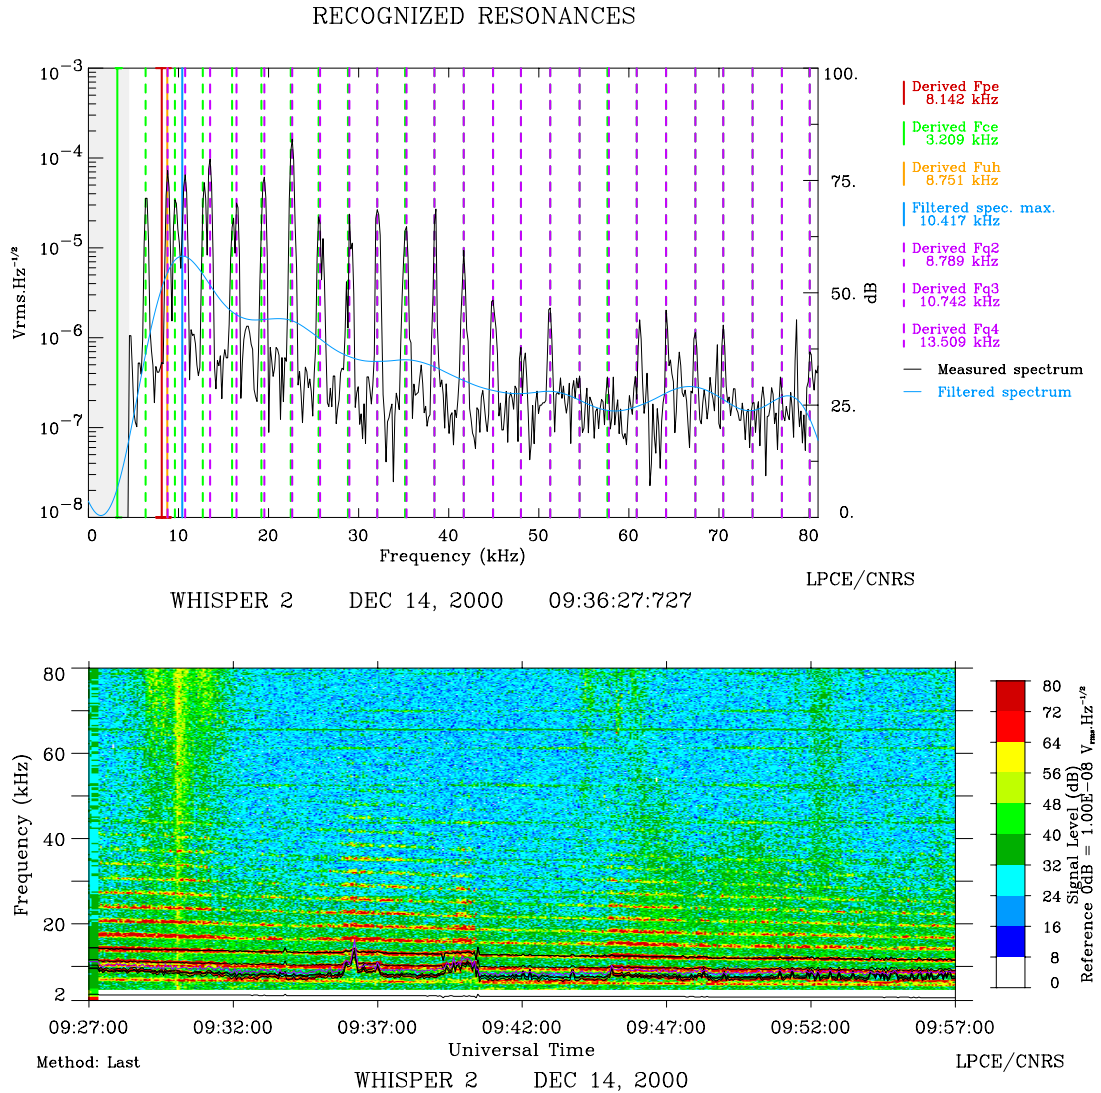 RECOGNIZED RESONANCES
10⁻³
10⁻⁴
10⁻⁵
10⁻⁶
10⁻⁷
10⁻⁸
Vrms.Hz⁻¹/²
100.
75.
50.
25.
0.
dB
0 10 20 30 40 50 60 70 80
Frequency (kHz)
Derived Fpe
8.142 kHz
Derived Fce
3.209 kHz
Derived Fuh
8.751 kHz
Filtered spec. max.
10.417 kHz
Derived Fq2
8.789 kHz
Derived Fq3
10.742 kHz
Derived Fq4
13.509 kHz
Measured spectrum
Filtered spectrum
LPCE/CNRS
WHISPER 2 DEC 14, 2000 09:36:27:727
80
60
40
20
2
Frequency (kHz)
80
72
64
56
48
40
32
24
16
8
0
Signal Level (dB)
Reference 0dB = 1.00E-08 Vrms.Hz⁻¹/²
09:27:00 09:32:00 09:37:00 09:42:00 09:47:00 09:52:00 09:57:00
Universal Time
Method: Last
LPCE/CNRS
WHISPER 2 DEC 14, 2000